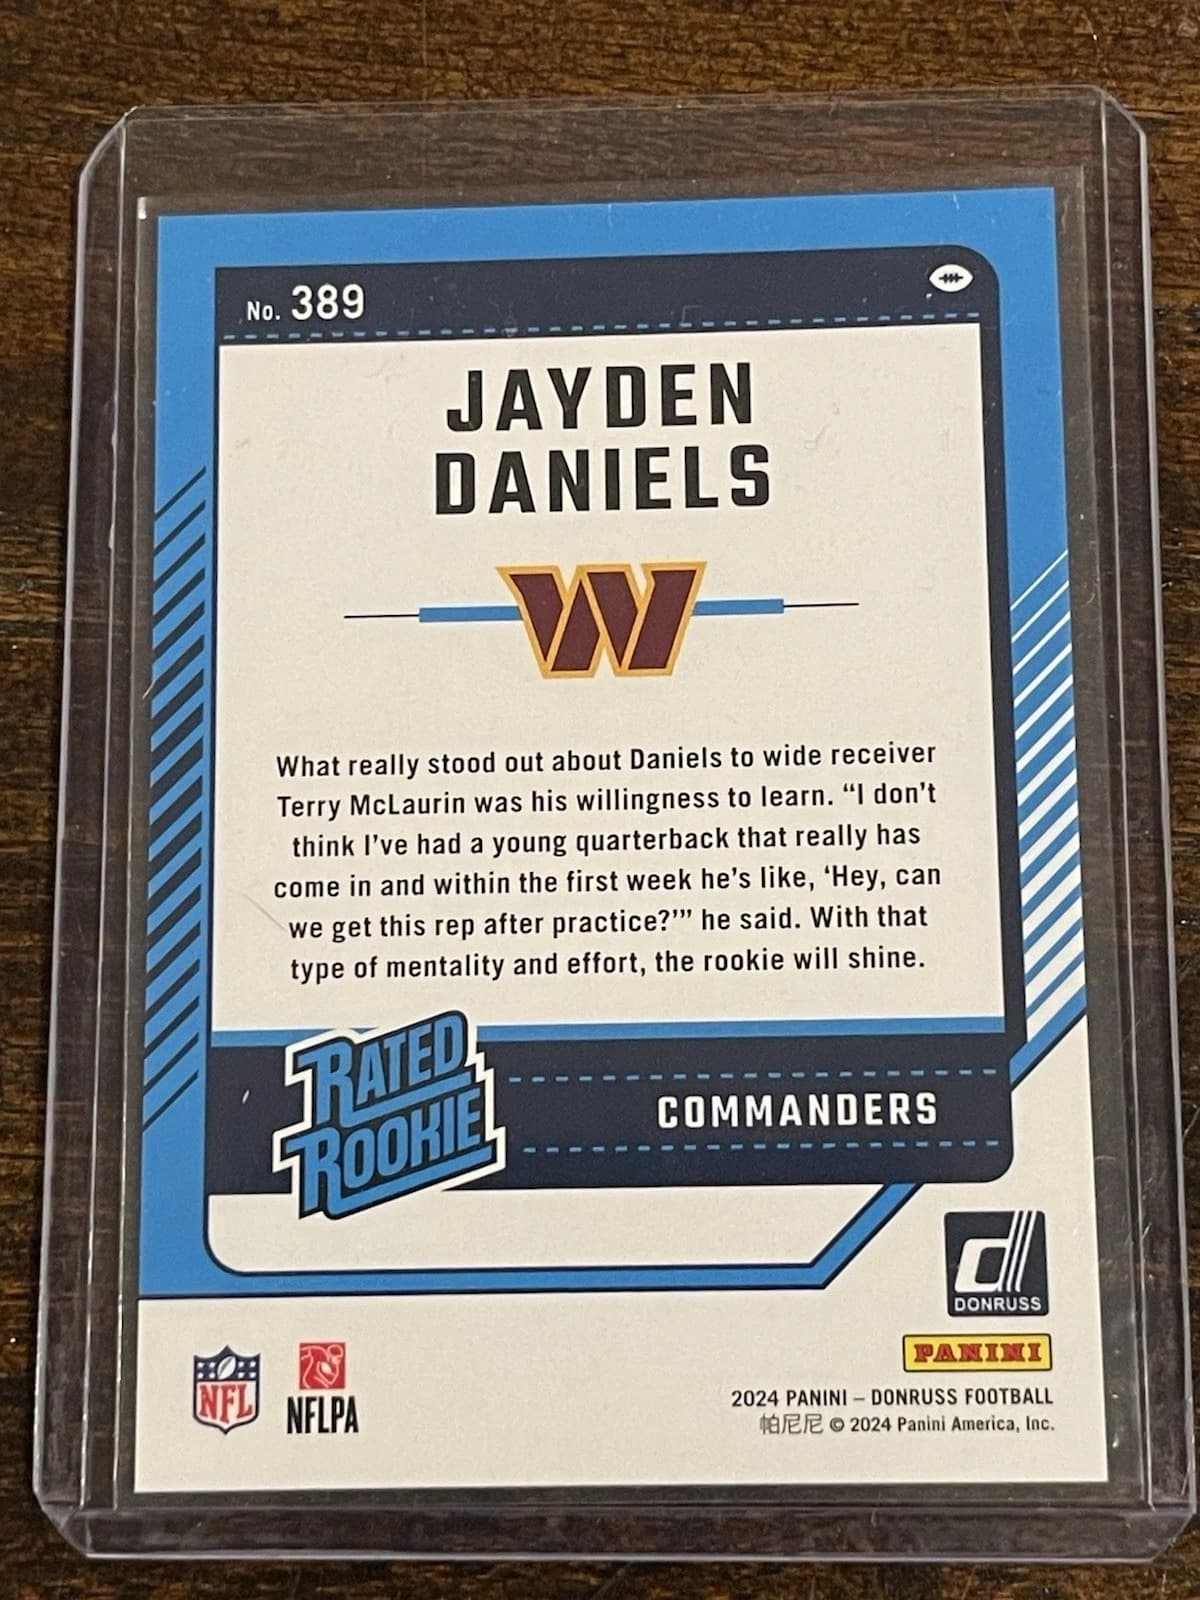 No. 389
JAYDEN
DANIELS
W
What really stood out about Daniels to wide receiver
Terry McLaurin was his willingness to learn. “I don’t
think I’ve had a young quarterback that really has
come in and within the first week he’s like, ‘Hey, can
we get this rep after practice?’” he said. With that
type of mentality and effort, the rookie will shine.
RATED
ROOKIE
COMMANDERS
d
DONRUSS
PANINI
NFL
NFLPA
2024 PANINI – DONRUSS FOOTBALL
帕尼尼 © 2024 Panini America, Inc.